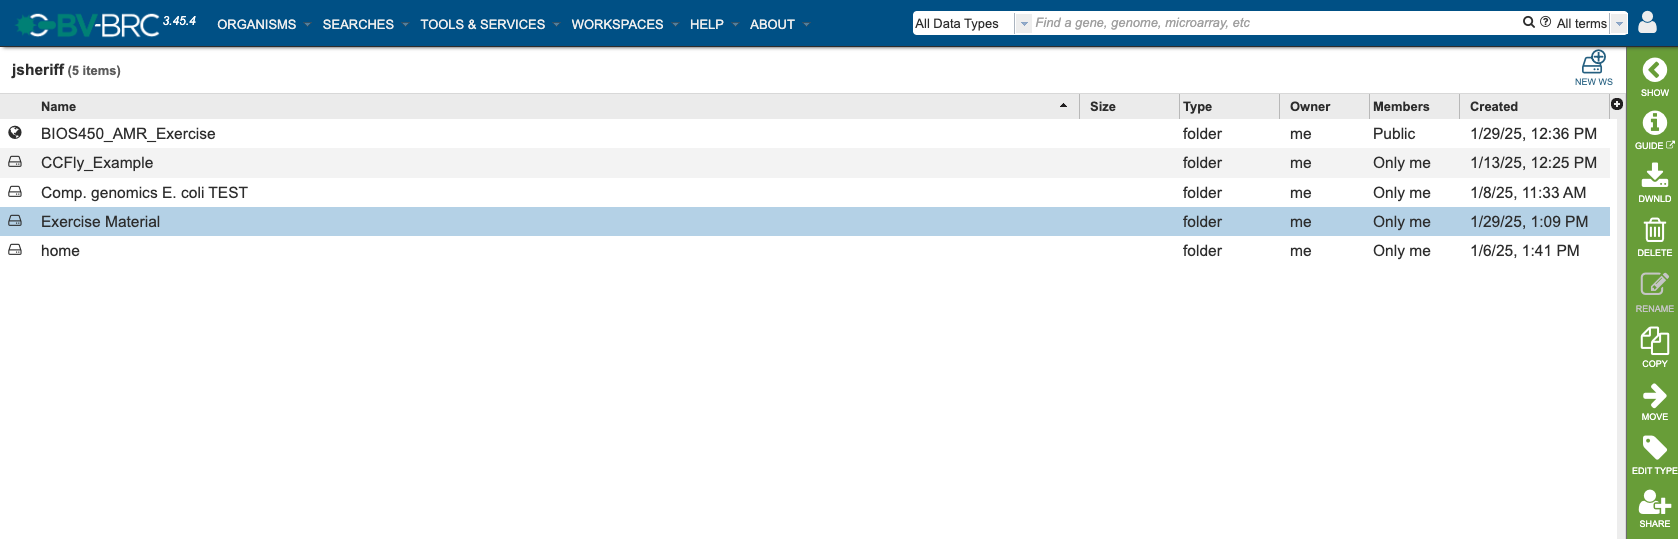 BV-BRC 3.45.4 ORGANISMS SEARCHES TOOLS & SERVICES WORKSPACES HELP ABOUT All Data Types Find a gene, genome, microarray, etc All terms
jsheriff (5 items)
NEW WS
Name Size Type Owner Members Created
BIOS450_AMR_Exercise folder me Public 1/29/25, 12:36 PM
CCFly_Example folder me Only me 1/13/25, 12:25 PM
Comp. genomics E. coli TEST folder me Only me 1/8/25, 11:33 AM
Exercise Material folder me Only me 1/29/25, 1:09 PM
home folder me Only me 1/6/25, 1:41 PM
SHOW
GUIDE
DWNLD
DELETE
RENAME
COPY
MOVE
EDIT TYPE
SHARE